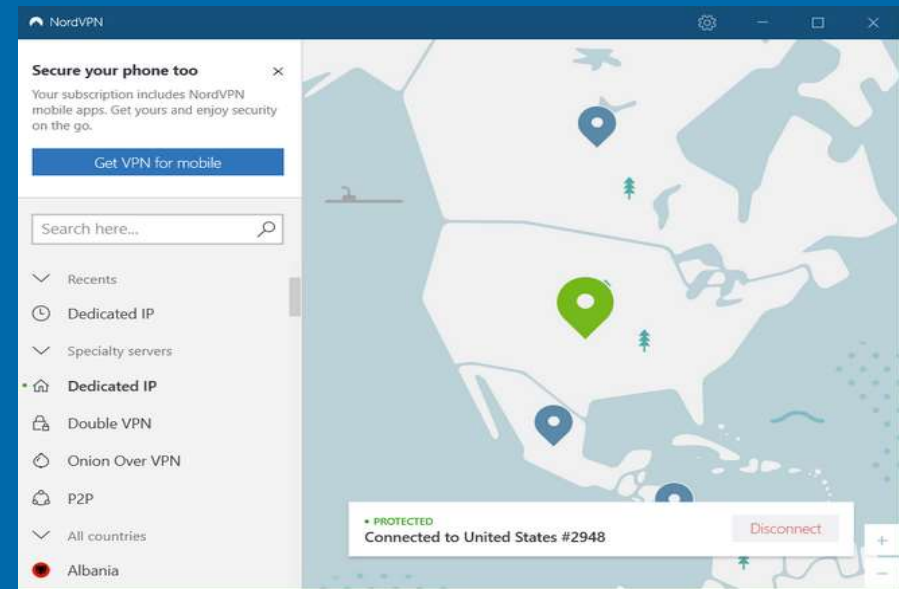 NordVPN
Secure your phone too
Your subscription includes NordVPN
mobile apps. Get yours and enjoy security
on the go.
Get VPN for mobile
Search here...
Recents
Dedicated IP
Specialty servers
Dedicated IP
Double VPN
Onion Over VPN
P2P
All countries
Albania
PROTECTED
Connected to United States #2948
Disconnect